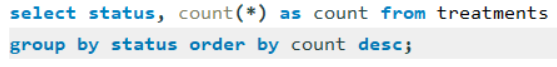 select status, count(*) as count from treatments
group by status order by count desc;